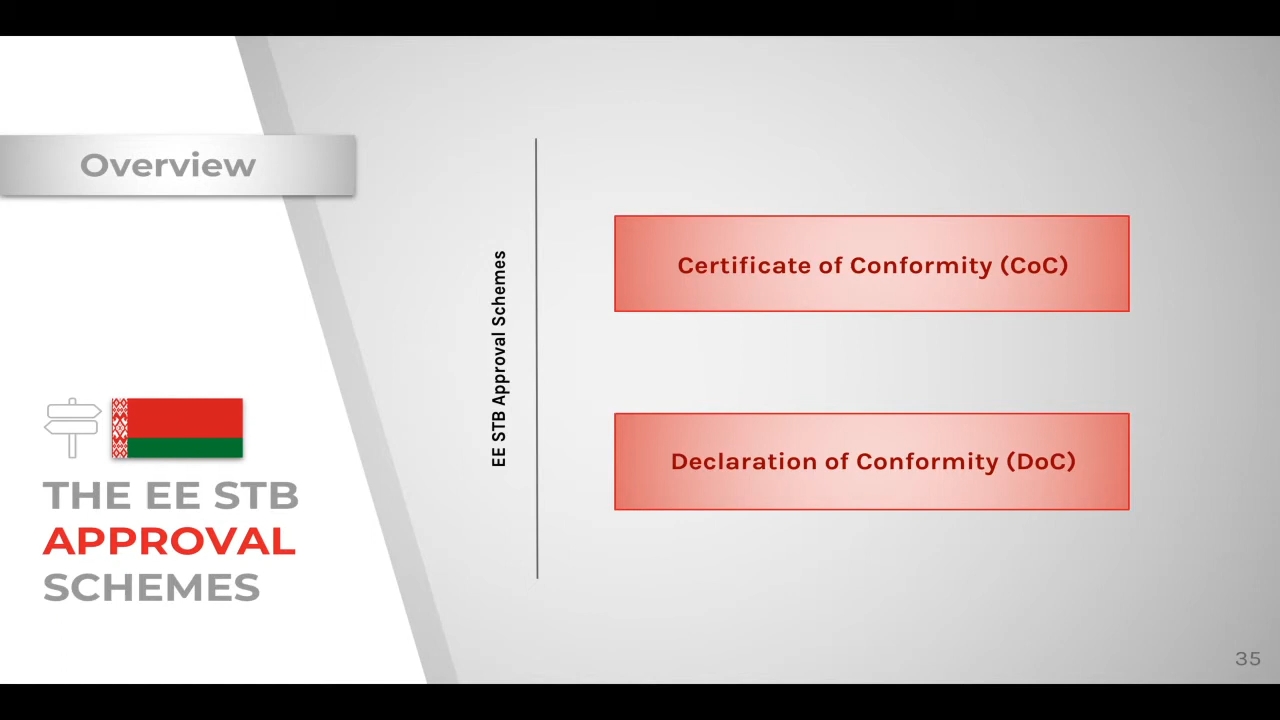 Overview
THE EE STB
APPROVAL
SCHEMES
EE STB Approval Schemes
Certificate of Conformity (CoC)
Declaration of Conformity (DoC)
35